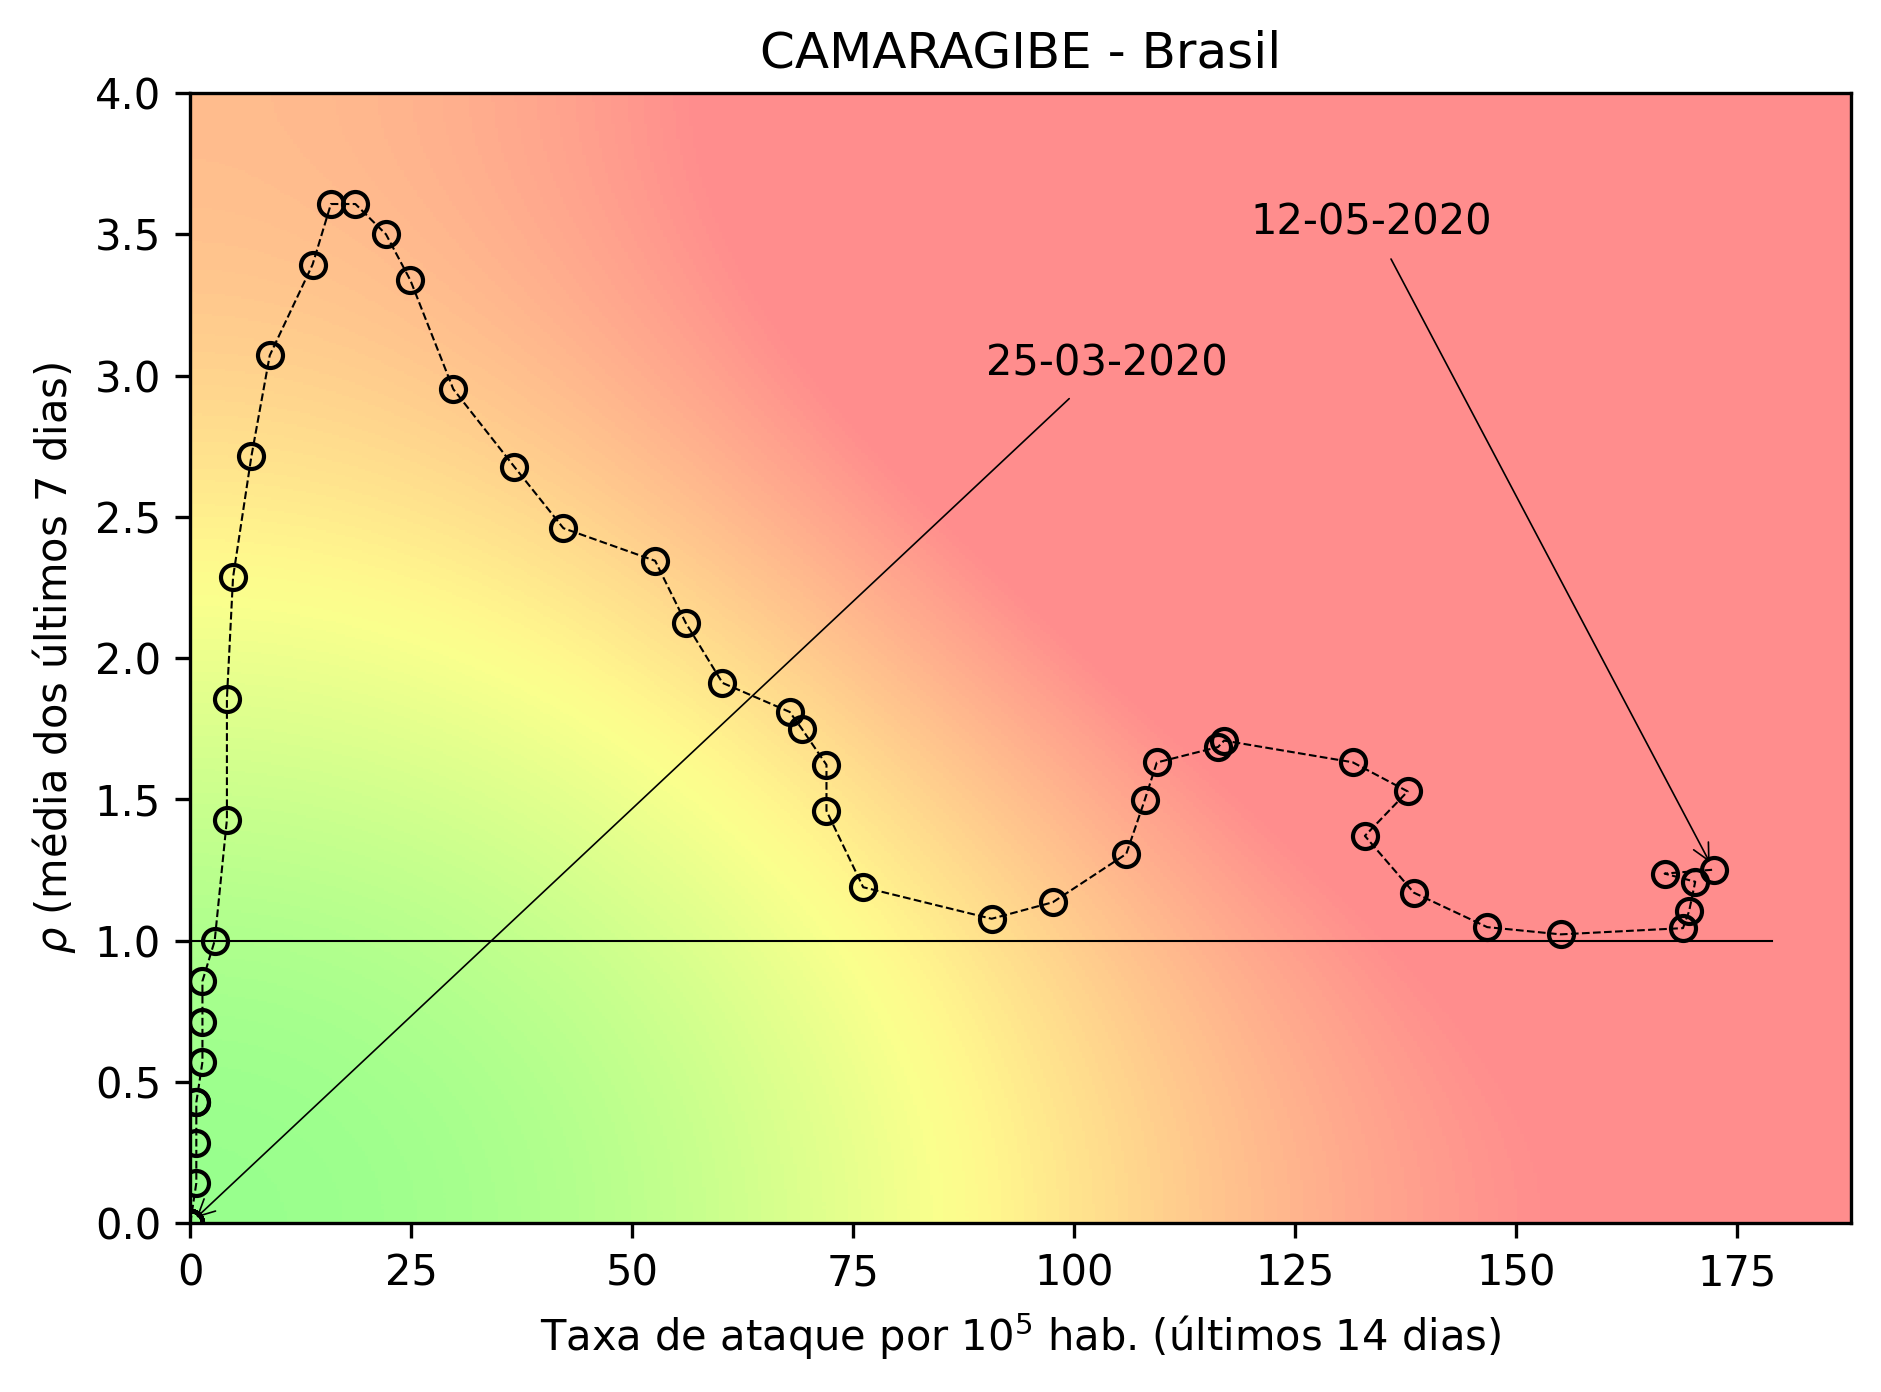 CAMARAGIBE - Brasil
4.0
3.5
3.0
2.5
2.0
1.5
1.0
0.5
0.0
ρ (média dos últimos 7 dias)
12-05-2020
25-03-2020
0 25 50 75 100 125 150 175
Taxa de ataque por 10⁵ hab. (últimos 14 dias)